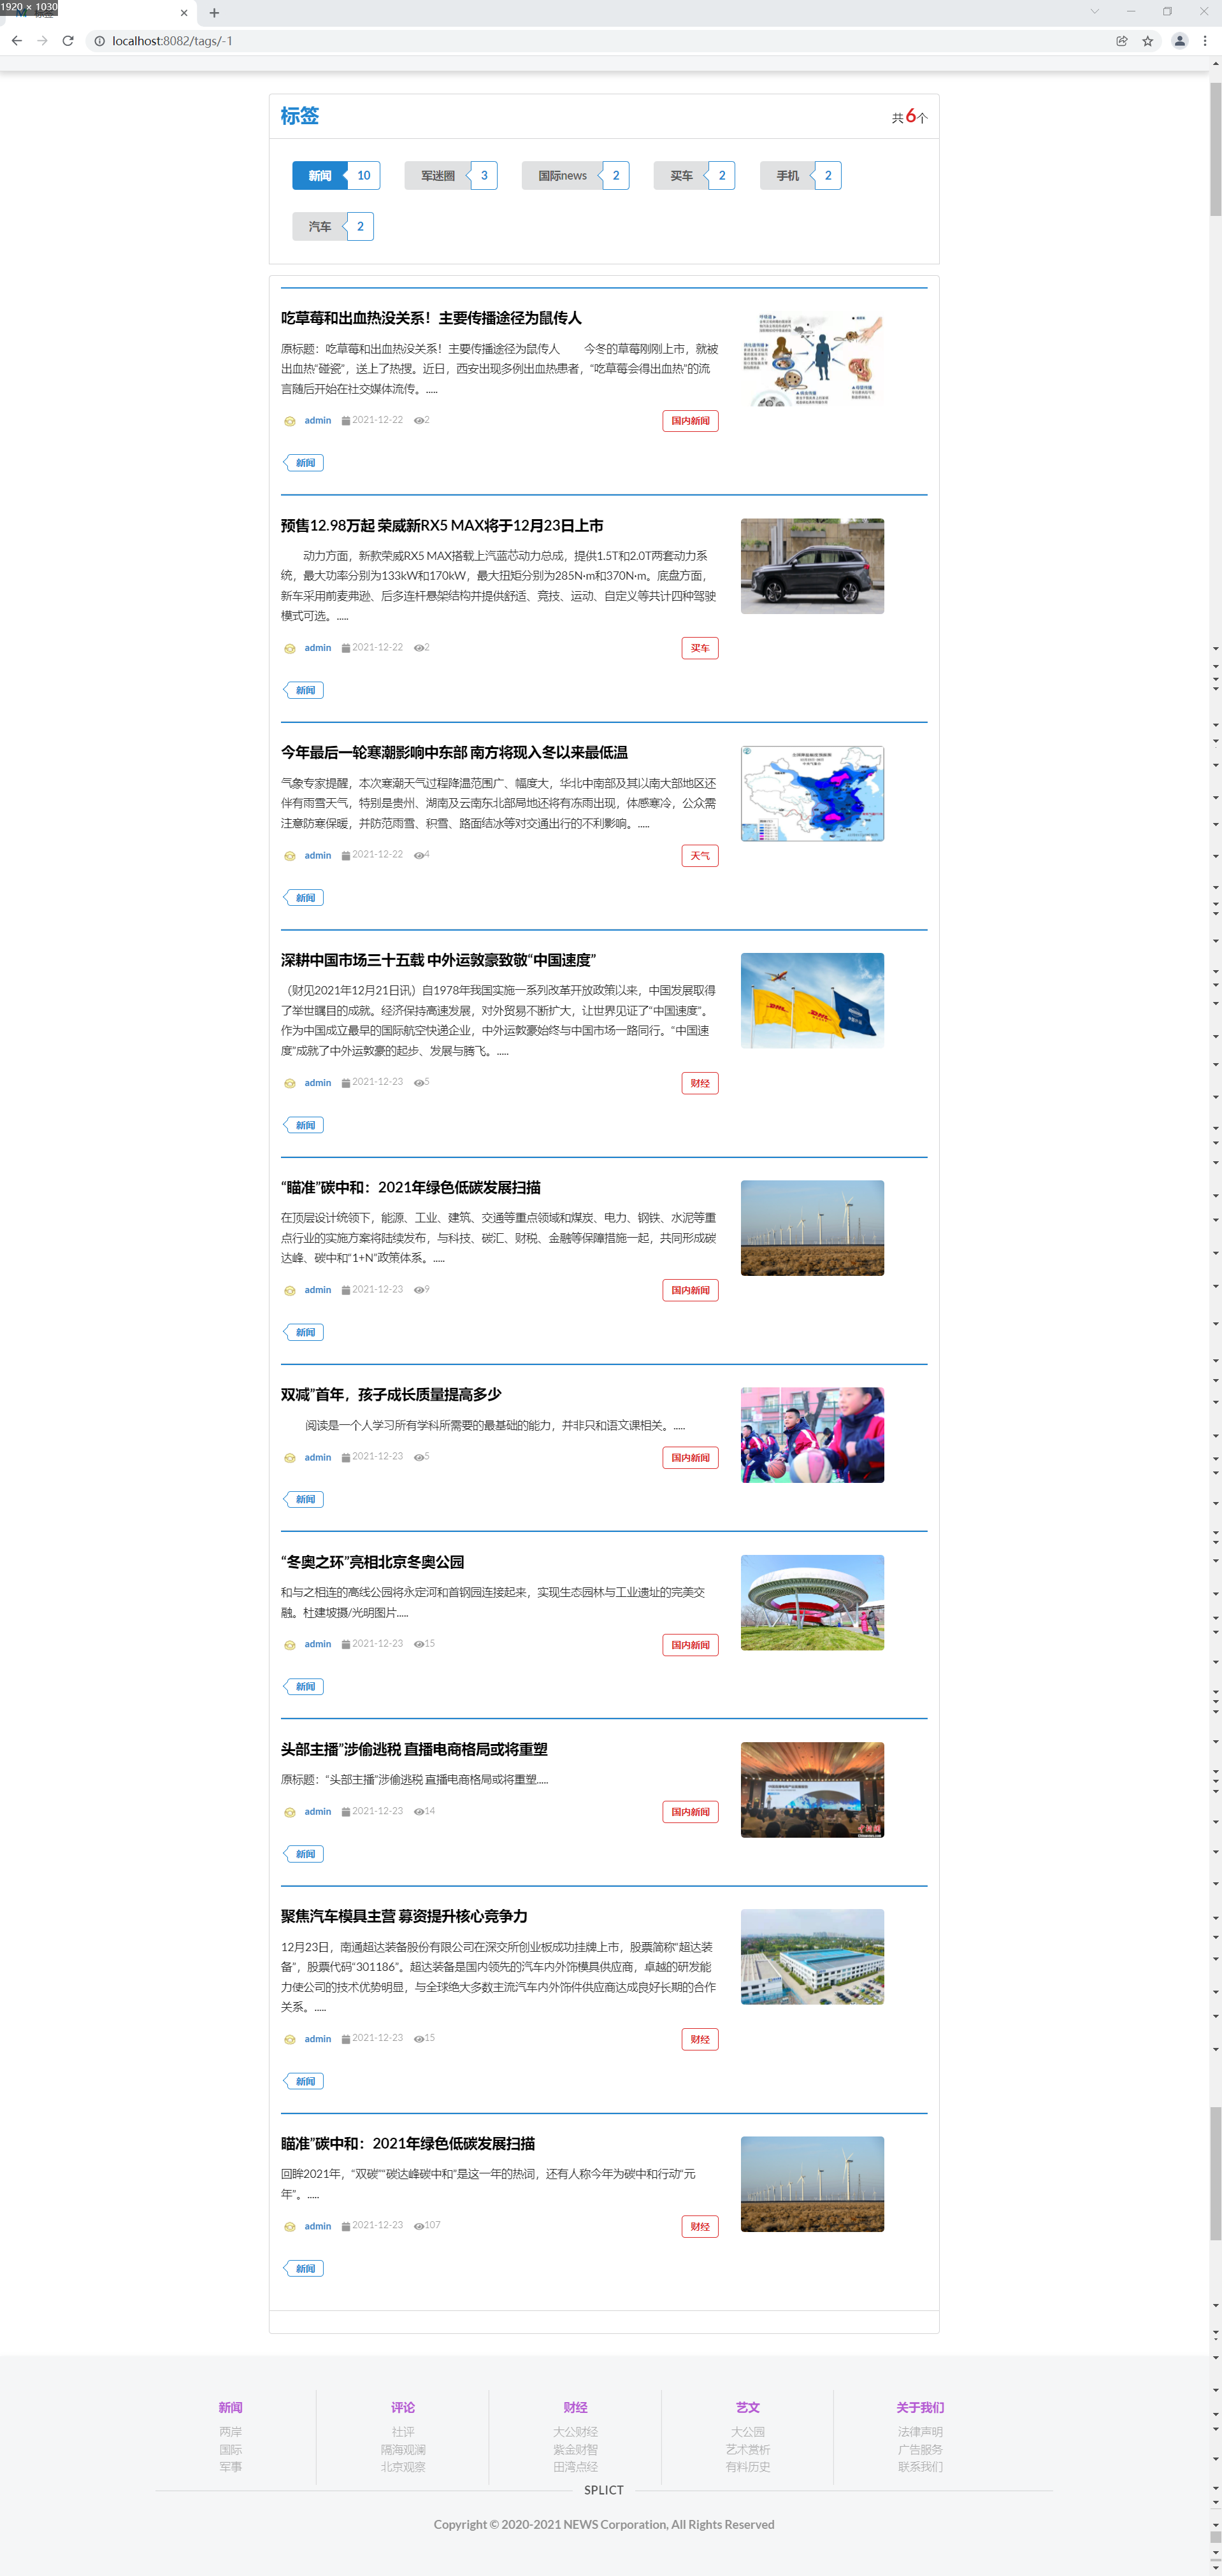 1920 × 1030
标签
localhost:8082/tags/-1
标签
共6个
新闻 10
军迷圈 3
国际news 2
买车 2
手机 2
汽车 2
吃草莓和出血热没关系！主要传播途径为鼠传人
原标题：吃草莓和出血热没关系！主要传播途径为鼠传人 今冬的草莓刚刚上市，就被
出血热“碰瓷”，送上了热搜。近日，西安出现多例出血热患者，“吃草莓会得出血热”的流
言随后开始在社交媒体流传。.....
admin 2021-12-22 2 国内新闻
新闻
预售12.98万起 荣威新RX5 MAX将于12月23日上市
动力方面，新款荣威RX5 MAX搭载上汽蓝芯动力总成，提供1.5T和2.0T两套动力系
统，最大功率分别为133kW和170kW，最大扭矩分别为285N·m和370N·m。底盘方面，
新车采用前麦弗逊、后多连杆悬架结构并提供舒适、竞技、运动、自定义等共计四种驾驶
模式可选。.....
admin 2021-12-22 2 买车
新闻
今年最后一轮寒潮影响中东部 南方将现入冬以来最低温
气象专家提醒，本次寒潮天气过程降温范围广、幅度大，华北中南部及其以南大部地区还
伴有雨雪天气，特别是贵州、湖南及云南东北部局地还将有冻雨出现，体感寒冷，公众需
注意防寒保暖，并防范雨雪、积雪、路面结冰等对交通出行的不利影响。.....
admin 2021-12-22 4 天气
新闻
深耕中国市场三十五载 中外运敦豪致敬“中国速度”
（财见2021年12月21日讯）自1978年我国实施一系列改革开放政策以来，中国发展取得
了举世瞩目的成就。经济保持高速发展，对外贸易不断扩大，让世界见证了“中国速度”。
作为中国成立最早的国际航空快递企业，中外运敦豪始终与中国市场一路同行。“中国速
度”成就了中外运敦豪的起步、发展与腾飞。.....
DHL
DHL
admin 2021-12-23 5 财经
新闻
“瞄准”碳中和：2021年绿色低碳发展扫描
在顶层设计统领下，能源、工业、建筑、交通等重点领域和煤炭、电力、钢铁、水泥等重
点行业的实施方案将陆续发布，与科技、碳汇、财税、金融等保障措施一起，共同形成碳
达峰、碳中和“1+N”政策体系。.....
admin 2021-12-23 9 国内新闻
新闻
双减”首年，孩子成长质量提高多少
阅读是一个人学习所有学科所需要的最基础的能力，并非只和语文课相关。.....
admin 2021-12-23 5 国内新闻
新闻
“冬奥之环”亮相北京冬奥公园
和与之相连的高线公园将永定河和首钢园连接起来，实现生态园林与工业遗址的完美交
融。杜建坡摄/光明图片.....
admin 2021-12-23 15 国内新闻
新闻
头部主播”涉偷逃税 直播电商格局或将重塑
原标题：“头部主播”涉偷逃税 直播电商格局或将重塑.....
admin 2021-12-23 14 国内新闻
新闻
聚焦汽车模具主营 募资提升核心竞争力
12月23日，南通超达装备股份有限公司在深交所创业板成功挂牌上市，股票简称“超达装
备”，股票代码“301186”。超达装备是国内领先的汽车内外饰模具供应商，卓越的研发能
力使公司的技术优势明显，与全球绝大多数主流汽车内外饰件供应商达成良好长期的合作
关系。.....
admin 2021-12-23 15 财经
新闻
瞄准”碳中和：2021年绿色低碳发展扫描
回眸2021年，“双碳”“碳达峰碳中和”是这一年的热词，还有人称今年为碳中和行动“元
年”。.....
admin 2021-12-23 107 财经
新闻
新闻 评论 财经 艺文 关于我们
两岸 社评 大公财经 大公园 法律声明
国际 隔海观澜 紫金财智 艺术赏析 广告服务
军事 北京观察 田湾点经 有料历史 联系我们
SPLICT
Copyright © 2020-2021 NEWS Corporation, All Rights Reserved